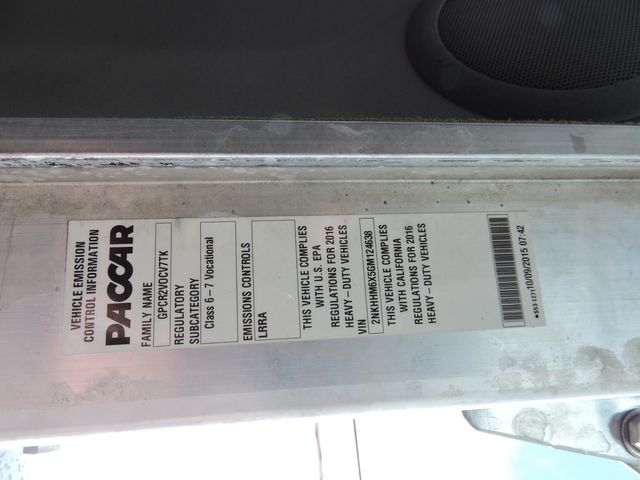 VEHICLE EMISSION
CONTROL INFORMATION
PACCAR
FAMILY NAME
GPCR2VOCV7TK
REGULATORY
SUBCATEGORY
Class 6-7 Vocational
EMISSIONS CONTROLS
LRRA
THIS VEHICLE COMPLIES
WITH U.S. EPA
REGULATIONS FOR 2016
HEAVY-DUTY VEHICLES
VIN
2NKHHM6X5GM124638
THIS VEHICLE COMPLIES
WITH CALIFORNIA
REGULATIONS FOR 2016
HEAVY-DUTY VEHICLES
10/09/2015 07:42